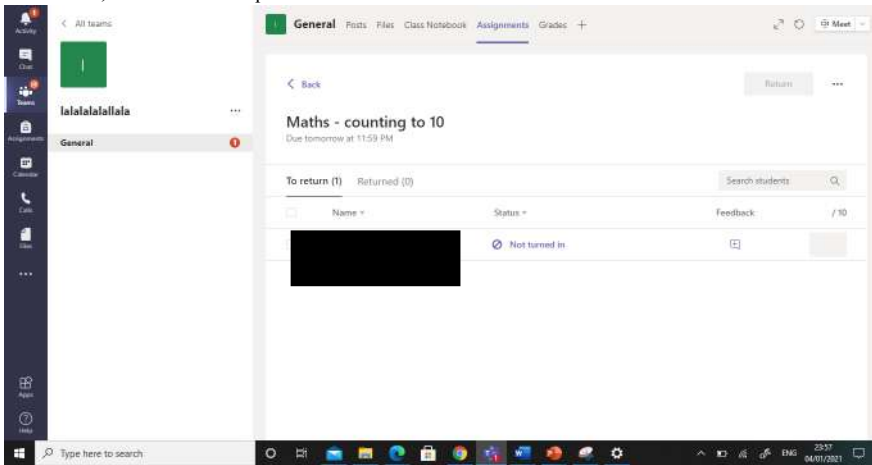 Activity
Chat
Teams
Assignments
Calendar
Calls
Files
Apps
Help
All teams
I
lalalalalallala
General
1
I General Posts Files Class Notebook Assignments Grades +
Meet
Back
Return
Maths - counting to 10
Due tomorrow at 11:59 PM
To return (1) Returned (0)
Search students
Name Status Feedback / 10
Not turned in
Type here to search
ENG
23:57
04/01/2021